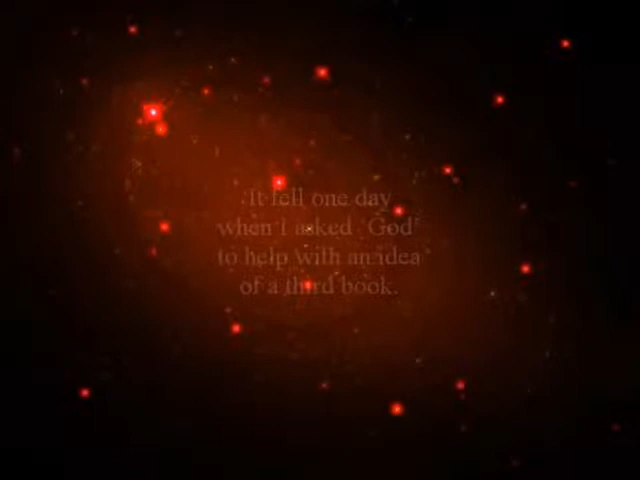 It fell one day
when I asked 'God'
to help with an idea
of a third book.